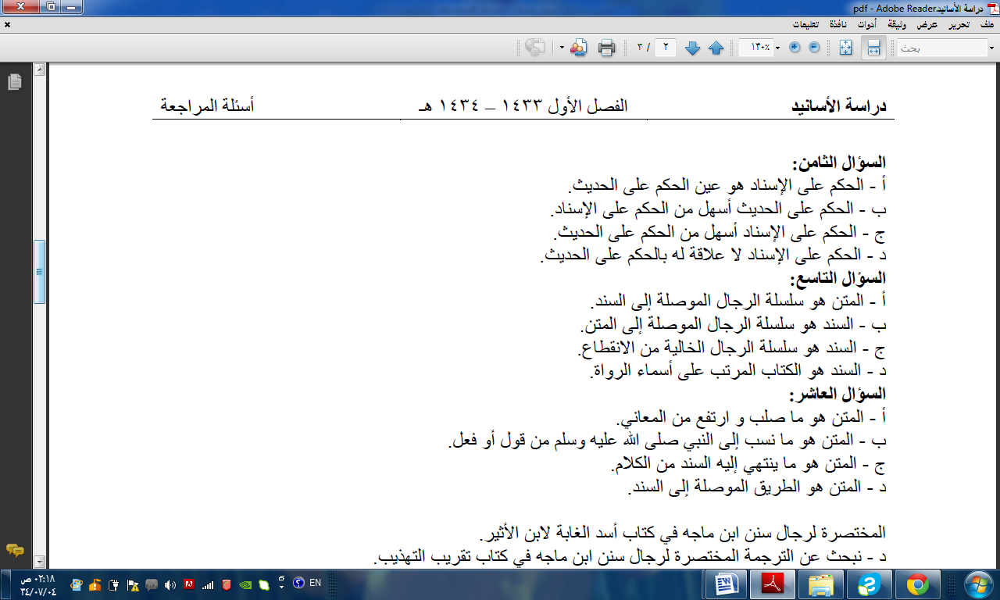 دراسة الأسانيد.pdf - Adobe Reader
ملف تحرير عرض وثيقة أدوات نافذة تعليمات
بحث ١٣٠٪ ٢ / ٣
دراسة الأسانيد الفصل الأول ١٤٣٣ – ١٤٣٤ هـ أسئلة المراجعة
السؤال الثامن:
أ - الحكم على الإسناد هو عين الحكم على الحديث.
ب - الحكم على الحديث أسهل من الحكم على الإسناد.
ج - الحكم على الإسناد أسهل من الحكم على الحديث.
د - الحكم على الإسناد لا علاقة له بالحكم على الحديث.
السؤال التاسع:
أ - المتن هو سلسلة الرجال الموصلة إلى السند.
ب - السند هو سلسلة الرجال الموصلة إلى المتن.
ج - السند هو سلسلة الرجال الخالية من الانقطاع.
د - السند هو الكتاب المرتب على أسماء الرواة.
السؤال العاشر:
أ - المتن هو ما صلب و ارتفع من المعاني.
ب - المتن هو ما نسب إلى النبي صلى الله عليه وسلم من قول أو فعل.
ج - المتن هو ما ينتهي إليه السند من الكلام.
د - المتن هو الطريق الموصلة إلى السند.
المختصرة لرجال سنن ابن ماجه في كتاب أسد الغابة لابن الأثير.
د - نبحث عن الترجمة المختصرة لرجال سنن ابن ماجه في كتاب تقريب التهذيب.
EN
٠٢:١٨ ص
٣٤/٠٧/٠٤